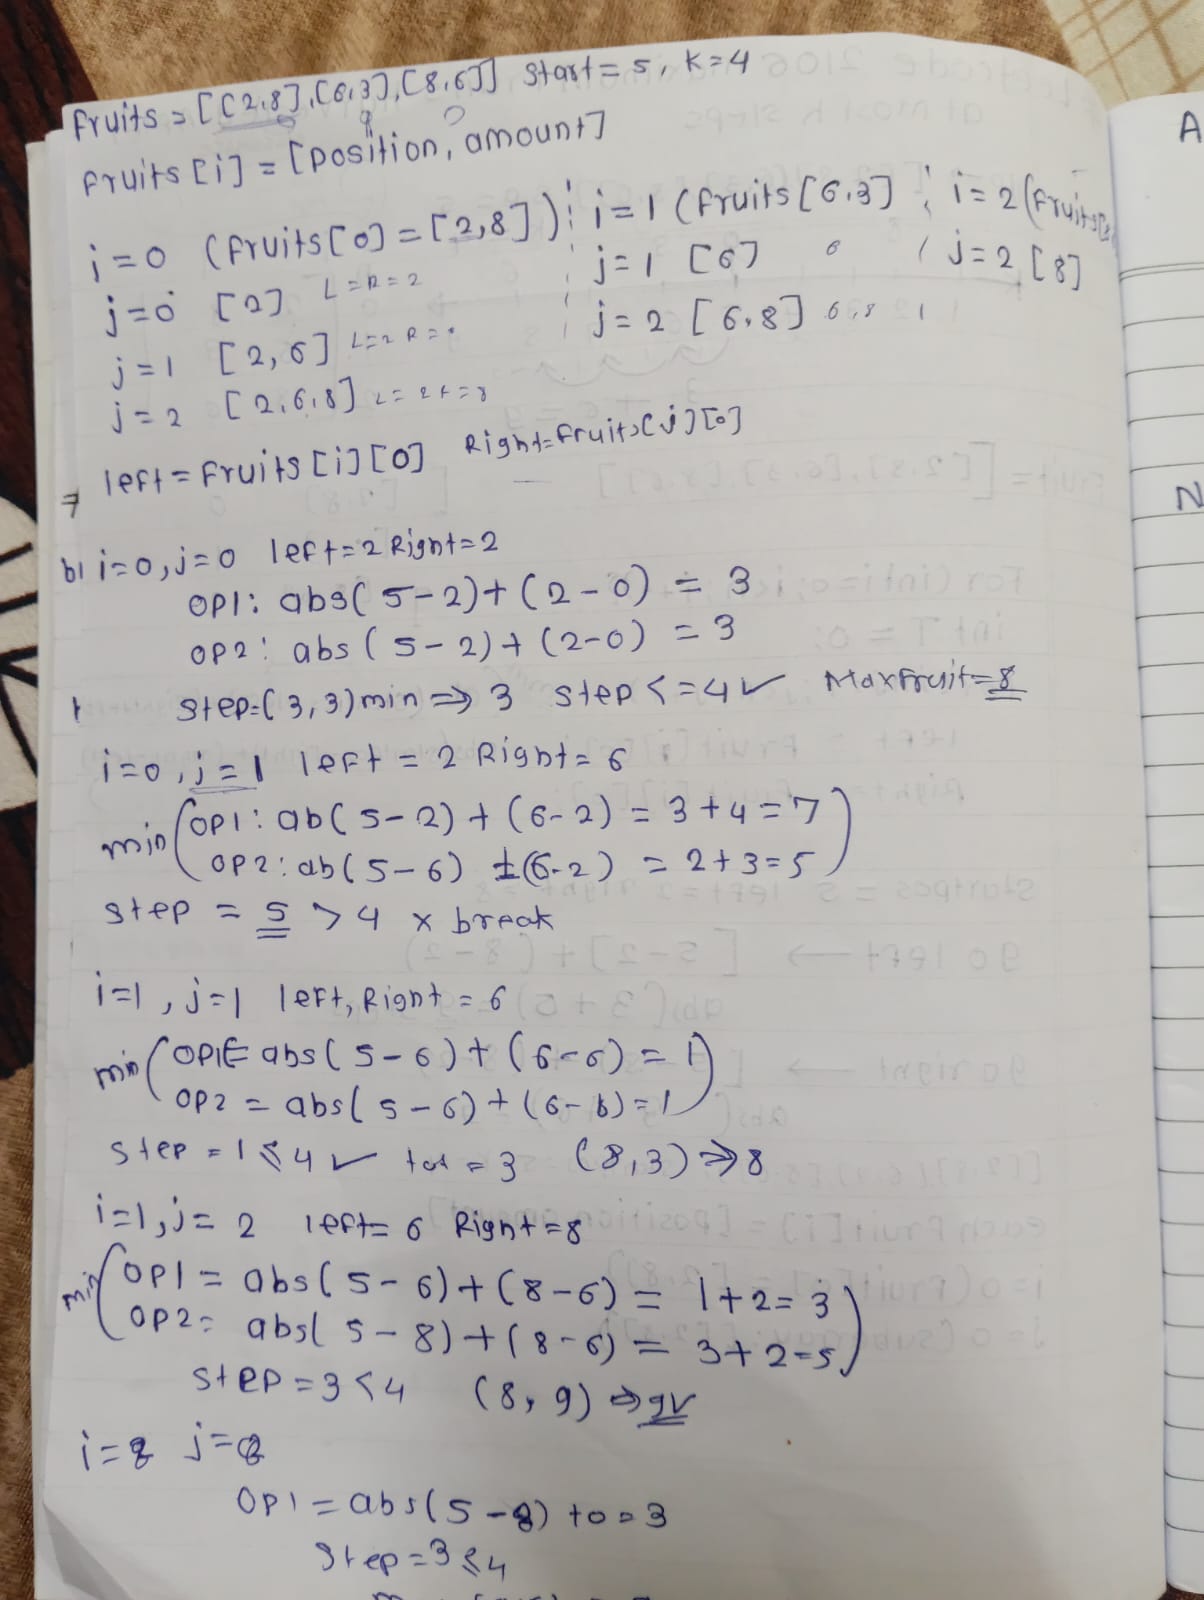 fruits = [[2,8],[6,3],[8,6]] start = 5, K=4
fruits[i] = [position, amount]
i=0 (fruits[0] = [2,8]) i=1 (fruits[6,3] i=2 (fruits[2
j=0 [2] L=R=2 j=1 [6] 6 j=2 [8]
j=1 [2,6] L=2 R= j=2 [6,8] 6,8
j=2 [2,6,8] L=2 r=8
left = fruits[i][0] Right=fruits[j][0]
b) i=0, j=0 left=2 Right=2
OP1: abs(5-2)+(2-0) = 3
OP2: abs(5-2)+(2-0) = 3
step=(3,3)min ⇒ 3 step <=4 ✓ Maxfruit=8
i=0, j=1 left = 2 Right= 6
min (OP1: ab(5-2)+(6-2) = 3+4=7
OP2: ab(5-6) +(6-2) = 2+3=5)
step = 5 > 4 x break
i=1, j=1 left, Right = 6
min (OP1= abs(5-6)+(6-6) = 1
OP2 = abs(5-6)+(6-6)=1)
step = 1 ≤ 4 ✓ tot = 3 (8,3) ⇒ 8
i=1, j= 2 left= 6 Right=8
min (OP1 = abs(5-6)+(8-6) = 1+2= 3
OP2= abs(5-8)+(8-6) = 3+2=5)
step = 3 < 4 (8,9) ⇒ 9 ✓
i=2 j=2
OP1 = abs(5-8) to = 3
Step = 3 ≤ 4